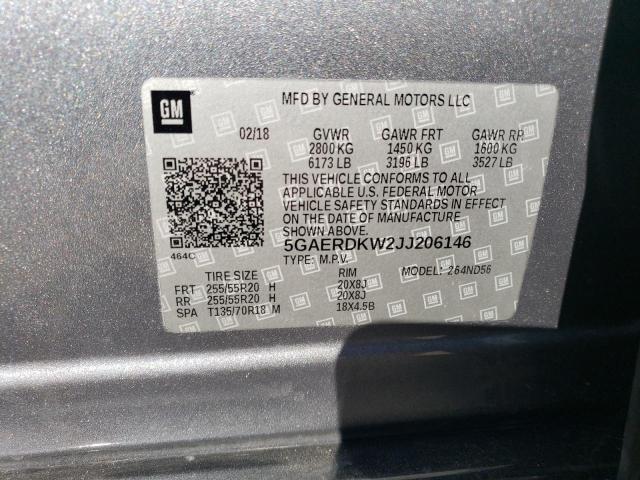 GM
MFD BY GENERAL MOTORS LLC
02/18 GVWR GAWR FRT GAWR RR
2800 KG 1450 KG 1600 KG
6173 LB 3196 LB 3527 LB
THIS VEHICLE CONFORMS TO ALL
APPLICABLE U.S. FEDERAL MOTOR
VEHICLE SAFETY STANDARDS IN EFFECT
ON THE DATE OF MANUFACTURE
SHOWN ABOVE.
464C
5GAERDKW2JJ206146
TYPE: M.P.V. MODEL: 264ND56
TIRE SIZE RIM
FRT 255/55R20 H 20X8J
RR 255/55R20 H 20X8J
SPA T135/70R18 M 18X4.5B